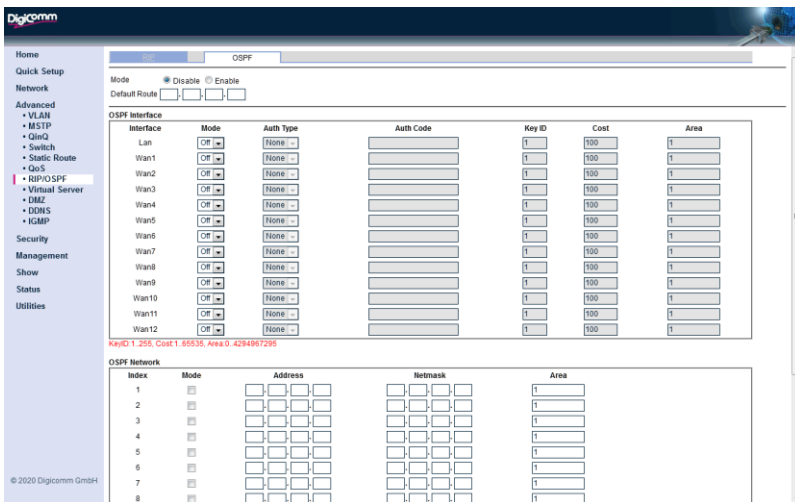 Digicomm
Home
Quick Setup
Network
Advanced
• VLAN
• MSTP
• QinQ
• Switch
• Static Route
• QoS
• RIP/OSPF
• Virtual Server
• DMZ
• DDNS
• IGMP
Security
Management
Show
Status
Utilities
© 2020 Digicomm GmbH
RIP OSPF
Mode Disable Enable
Default Route . . .
OSPF Interface
Interface Mode Auth Type Auth Code Key ID Cost Area
Lan Off None 1 100 1
Wan1 Off None 1 100 1
Wan2 Off None 1 100 1
Wan3 Off None 1 100 1
Wan4 Off None 1 100 1
Wan5 Off None 1 100 1
Wan6 Off None 1 100 1
Wan7 Off None 1 100 1
Wan8 Off None 1 100 1
Wan9 Off None 1 100 1
Wan10 Off None 1 100 1
Wan11 Off None 1 100 1
Wan12 Off None 1 100 1
KeyID:1..255, Cost:1..65535, Area:0..4294967295
OSPF Network
Index Mode Address Netmask Area
1 . . . . . . 1
2 . . . . . . 1
3 . . . . . . 1
4 . . . . . . 1
5 . . . . . . 1
6 . . . . . . 1
7 . . . . . . 1
8 . . . . . . 1